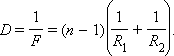 D = 1/F = (n − 1)(1/R₁ + 1/R₂).